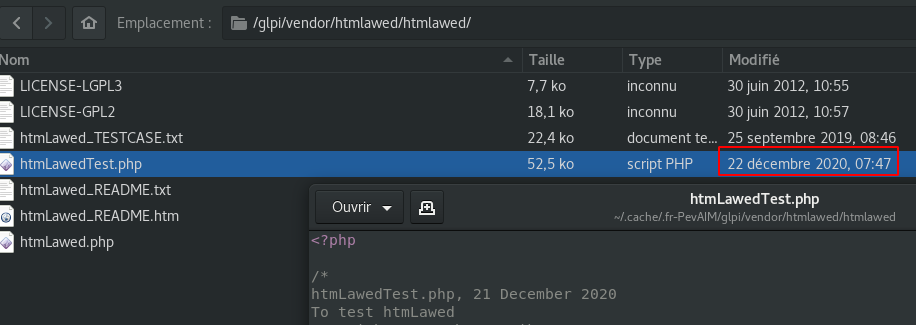 Emplacement : /glpi/vendor/htmlawed/htmlawed/
Nom Taille Type Modifié
LICENSE-LGPL3 7,7 ko inconnu 30 juin 2012, 10:55
LICENSE-GPL2 18,1 ko inconnu 30 juin 2012, 10:57
htmLawed_TESTCASE.txt 22,4 ko document te… 25 septembre 2019, 08:46
htmLawedTest.php 52,5 ko script PHP 22 décembre 2020, 07:47
htmLawed_README.txt
htmLawed_README.htm
htmLawed.php
Ouvrir
htmLawedTest.php
~/.cache/.fr-PevAIM/glpi/vendor/htmlawed/htmlawed
<?php
/*
htmLawedTest.php, 21 December 2020
To test htmLawed